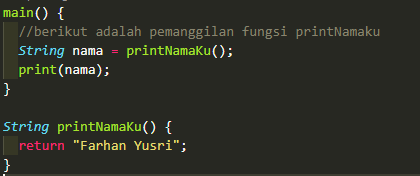 main() {
  //berikut adalah pemanggilan fungsi printNamaku
  String nama = printNamaKu();
  print(nama);
}

String printNamaKu() {
  return "Farhan Yusri";
}